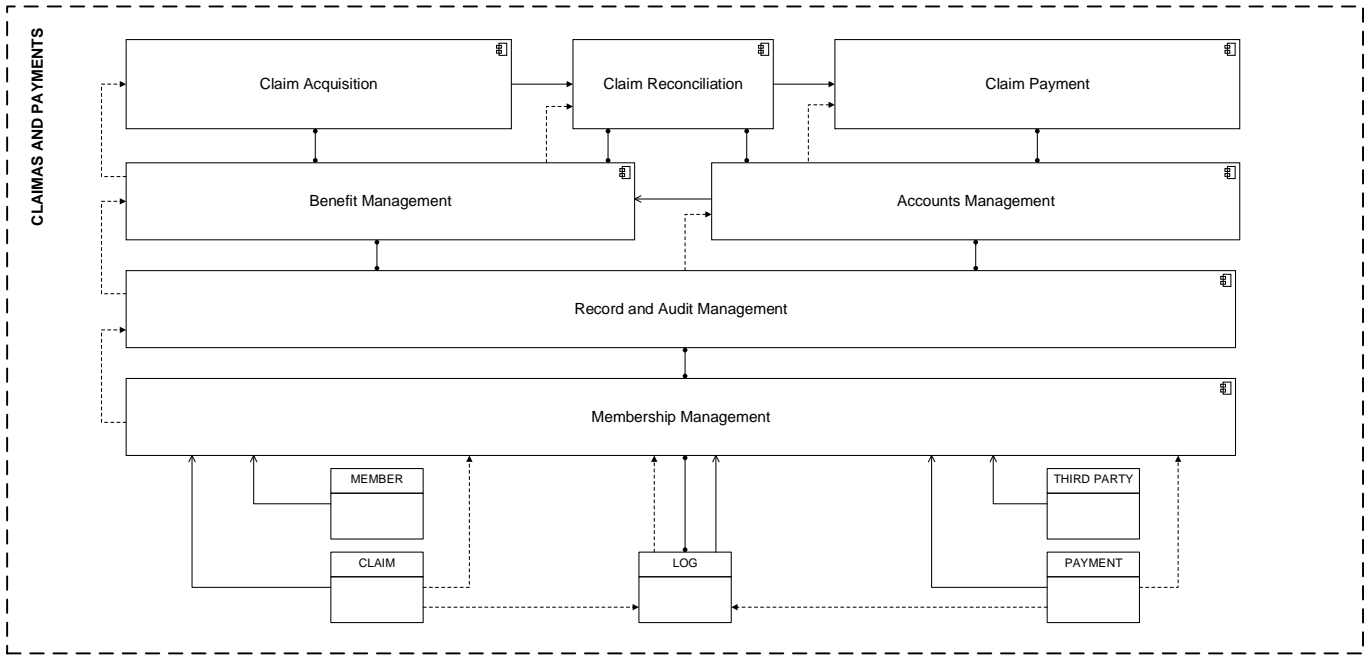 CLAIMAS AND PAYMENTS
Claim Acquisition
Claim Reconciliation
Claim Payment
Benefit Management
Accounts Management
Record and Audit Management
Membership Management
MEMBER
THIRD PARTY
CLAIM
LOG
PAYMENT